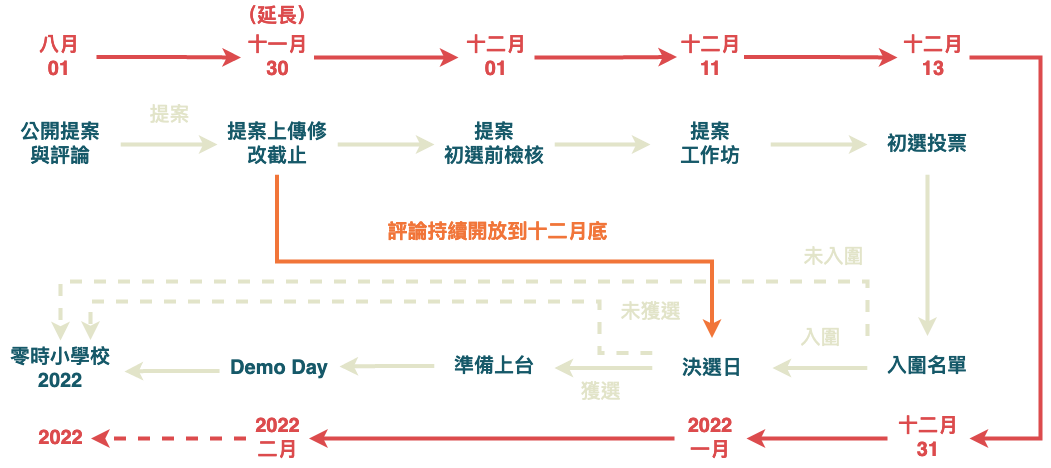 （延長）
八月
01
十一月
30
十二月
01
十二月
11
十二月
13
提案
公開提案
與評論
提案上傳修
改截止
提案
初選前檢核
提案
工作坊
初選投票
評論持續開放到十二月底
未入圍
未獲選
入圍
零時小學校
2022
Demo Day
準備上台
獲選
決選日
入圍名單
2022
2022
二月
2022
一月
十二月
31